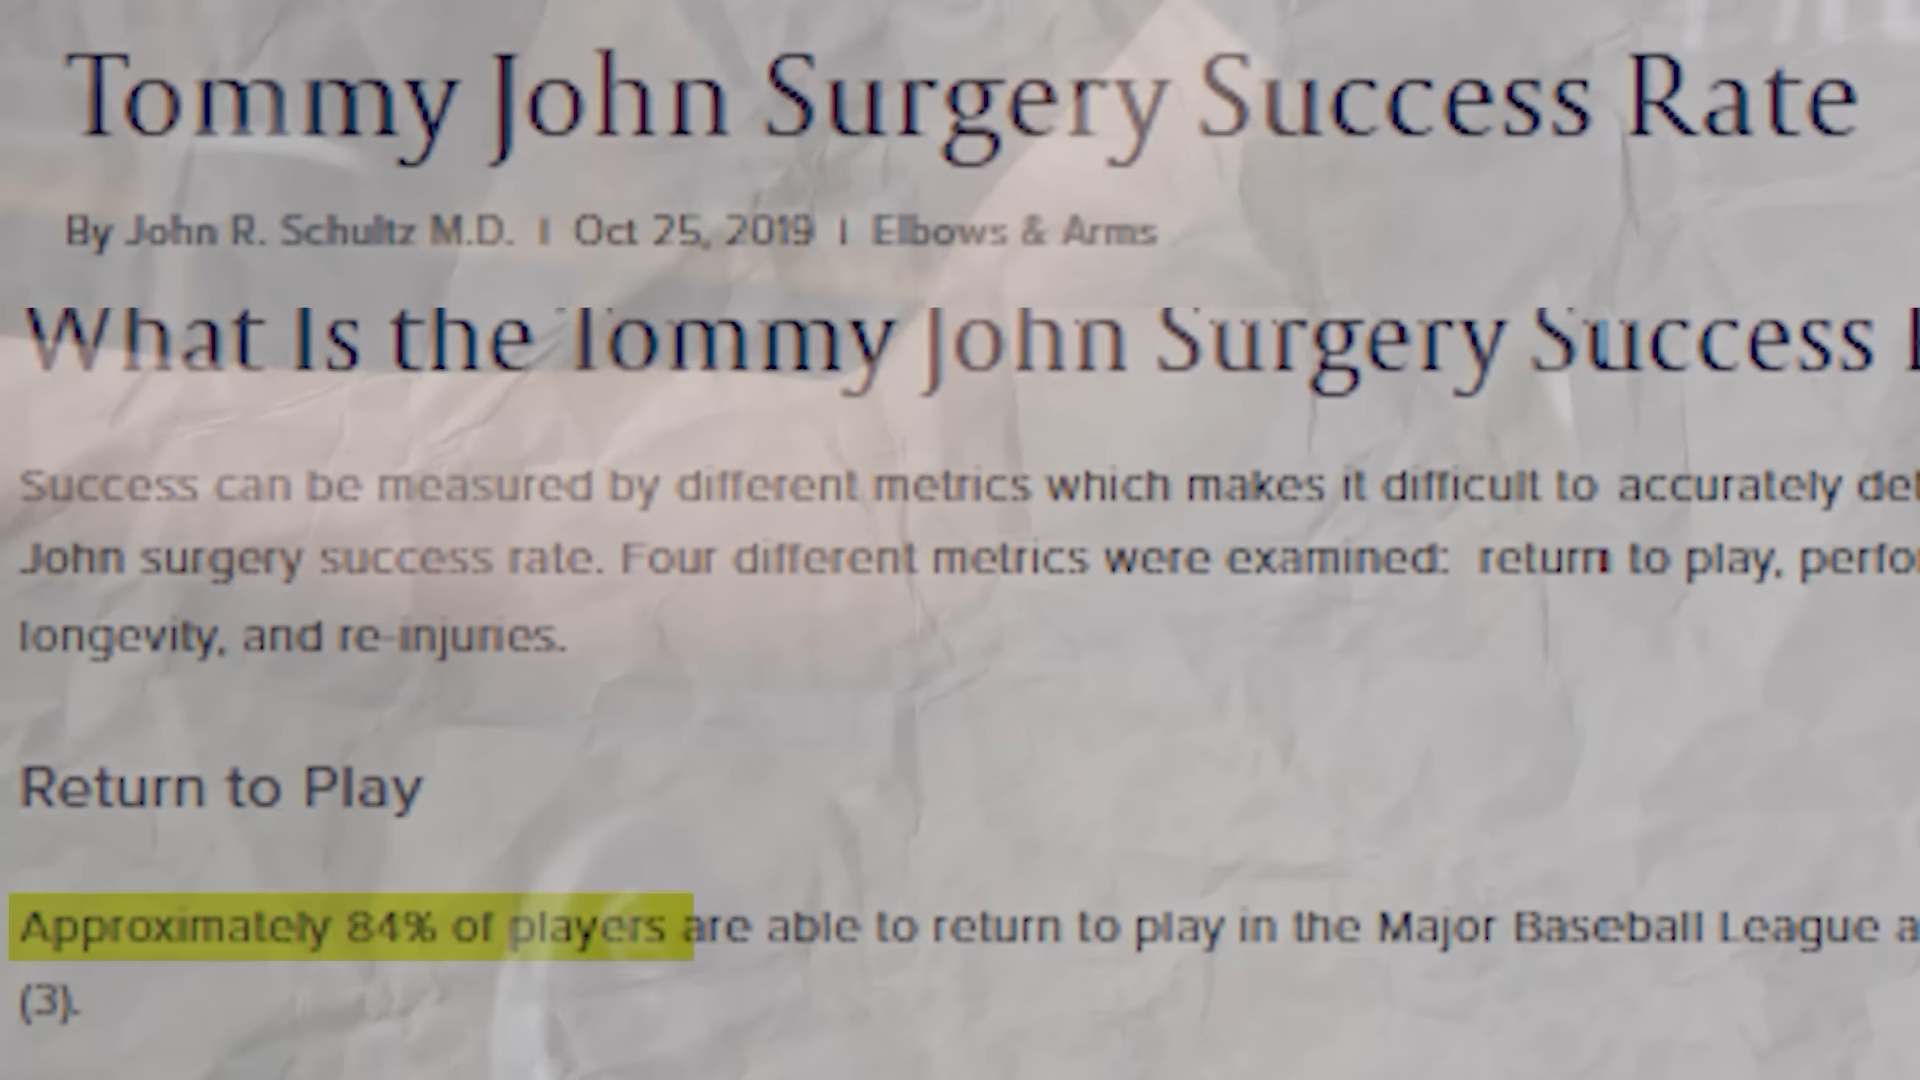 Tommy John Surgery Success Rate
By John R. Schultz M.D. | Oct 25, 2019 | Elbows & Arms
What Is the Tommy John Surgery Success
Success can be measured by different metrics which makes it difficult to accurately
John surgery success rate. Four different metrics were examined: return to play,
longevity, and re-injuries.
Return to Play
Approximately 84% of players are able to return to play in the Major Baseball League
(3).